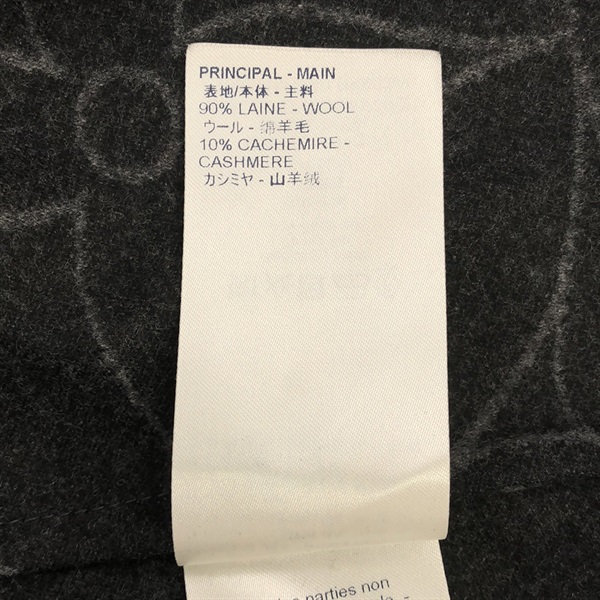 PRINCIPAL - MAIN
表地/本体 - 主料
90% LAINE - WOOL
ウール - 绵羊毛
10% CACHEMIRE -
CASHMERE
カシミヤ - 山羊绒
parties non